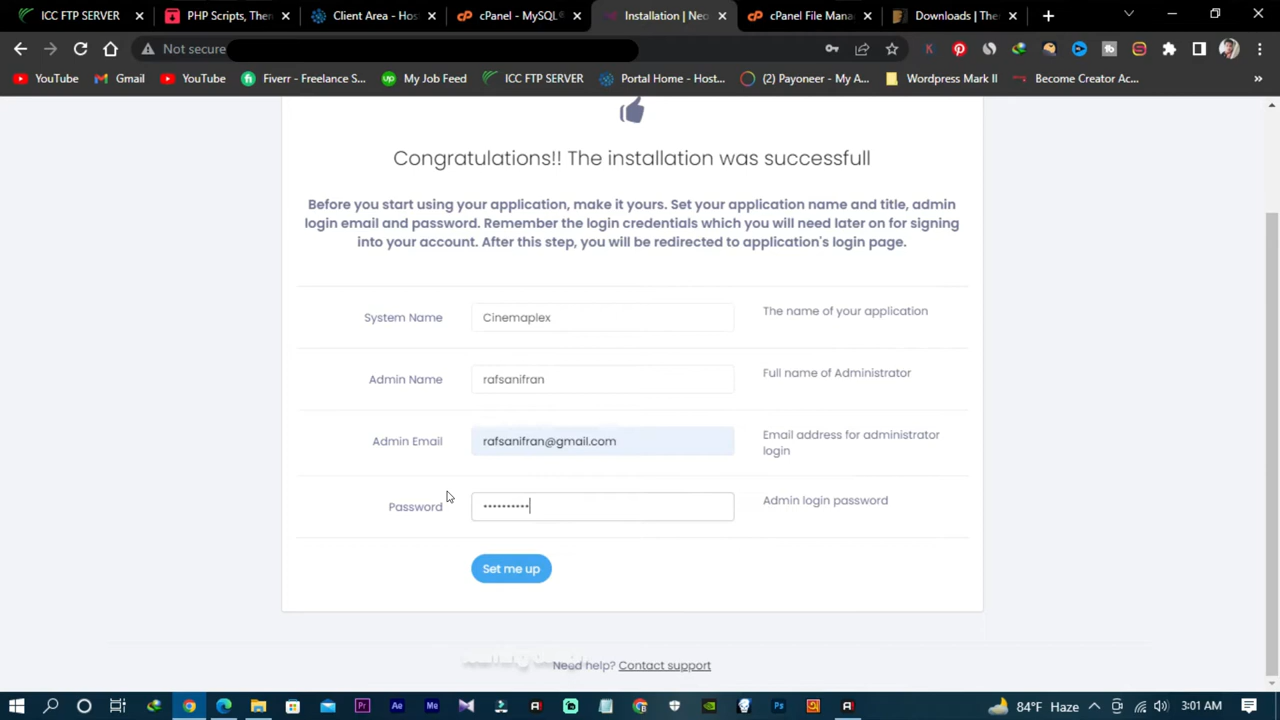 ICC FTP SERVER
PHP Scripts, Then
Client Area - Host
cPanel - MySQL®
Installation | Neo
cPanel File Mana
Downloads | The
Not secure
YouTube
Gmail
YouTube
Fiverr - Freelance S...
My Job Feed
ICC FTP SERVER
Portal Home - Host...
(2) Payoneer - My A...
Wordpress Mark II
Become Creator Ac...
Congratulations!! The installation was successfull
Before you start using your application, make it yours. Set your application name and title, admin
login email and password. Remember the login credentials which you will need later on for signing
into your account. After this step, you will be redirected to application's login page.
System Name
Cinemaplex
The name of your application
Admin Name
rafsanifran
Full name of Administrator
Admin Email
rafsanifran@gmail.com
Email address for administrator
login
Password
••••••••••
Admin login password
Set me up
Need help? Contact support
84°F Haze
3:01 AM